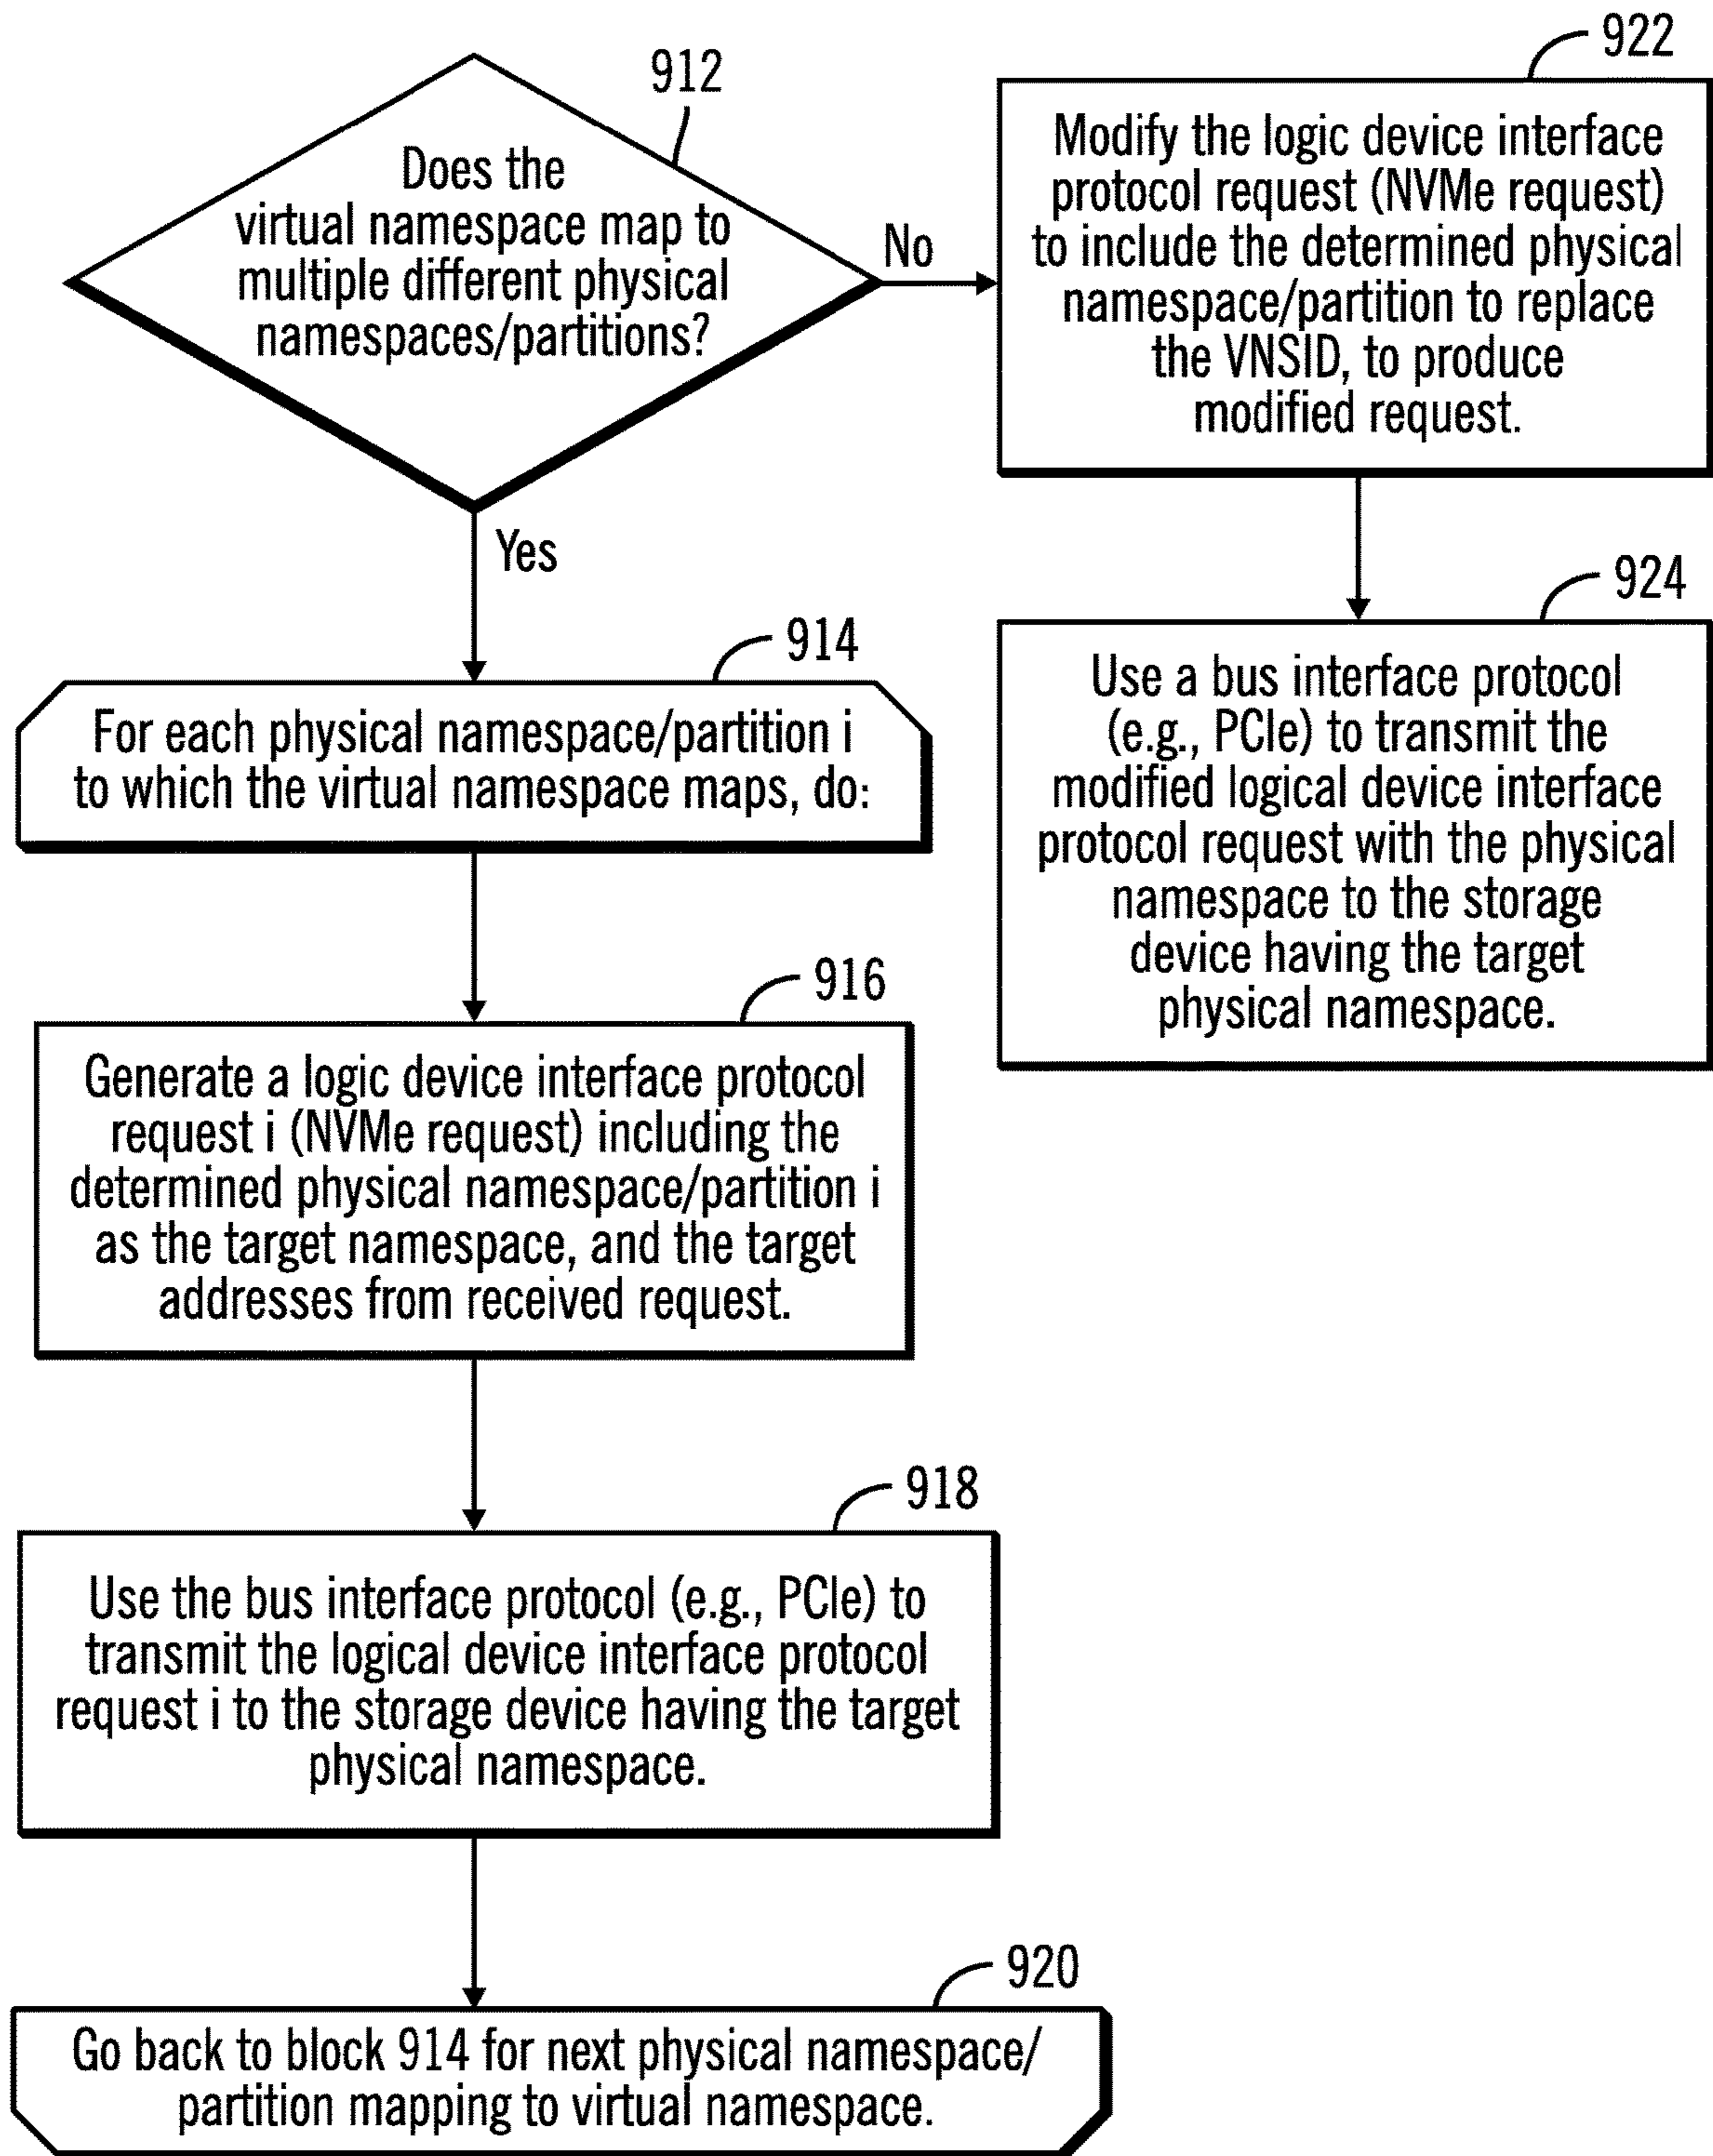 912
Does the
virtual namespace map to
multiple different physical
namespaces/partitions?
No
Yes
922
Modify the logic device interface
protocol request (NVMe request)
to include the determined physical
namespace/partition to replace
the VNSID, to produce
modified request.
924
Use a bus interface protocol
(e.g., PCIe) to transmit the
modified logical device interface
protocol request with the physical
namespace to the storage
device having the target
physical namespace.
914
For each physical namespace/partition i
to which the virtual namespace maps, do:
916
Generate a logic device interface protocol
request i (NVMe request) including the
determined physical namespace/partition i
as the target namespace, and the target
addresses from received request.
918
Use the bus interface protocol (e.g., PCIe) to
transmit the logical device interface protocol
request i to the storage device having the target
physical namespace.
920
Go back to block 914 for next physical namespace/
partition mapping to virtual namespace.